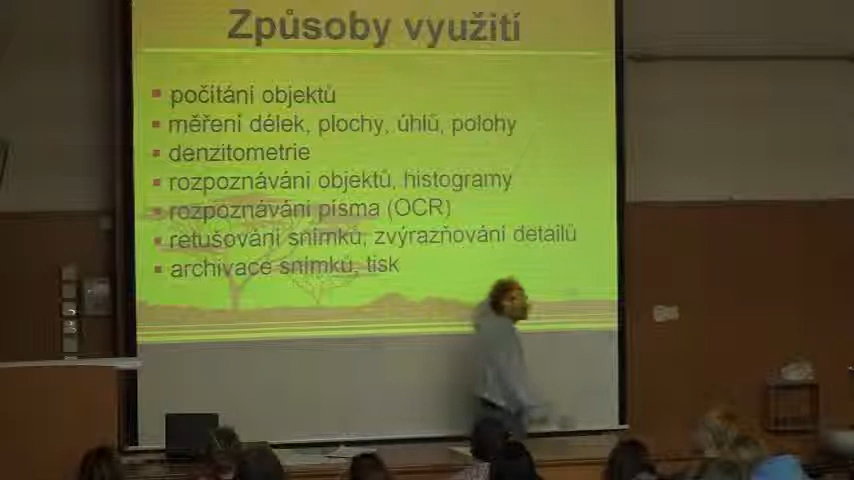 Způsoby využití
počítání objektů
měření délek, plochy, úhlů, polohy
denzitometrie
rozpoznávání objektů, histogramy
rozpoznávání písma (OCR)
retušování snímků, zvýrazňování detailů
archivace snímků, tisk